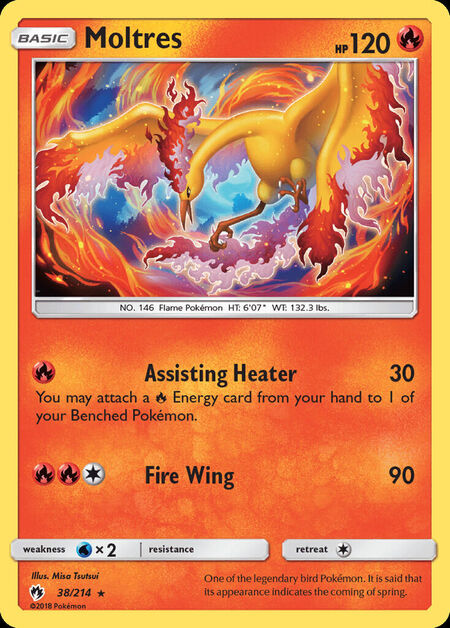 BASIC Moltres HP 120
NO. 146 Flame Pokémon HT: 6'07" WT: 132.3 lbs.
Assisting Heater 30
You may attach a Energy card from your hand to 1 of
your Benched Pokémon.
Fire Wing 90
weakness ×2 resistance retreat
Illus. Misa Tsutsui
38/214 ★
©2018 Pokémon
One of the legendary bird Pokémon. It is said that
its appearance indicates the coming of spring.